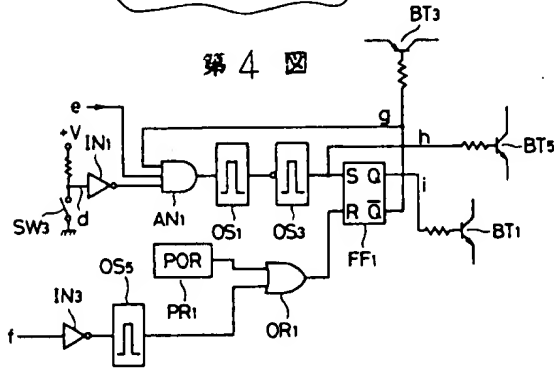 第4図
BT3
e
+V
IN1
g
h
BT5
d
SW3
AN1
OS1
OS3
S Q
R Q̅
FF1
i
BT1
OS5
POR
PR1
OR1
IN3
f